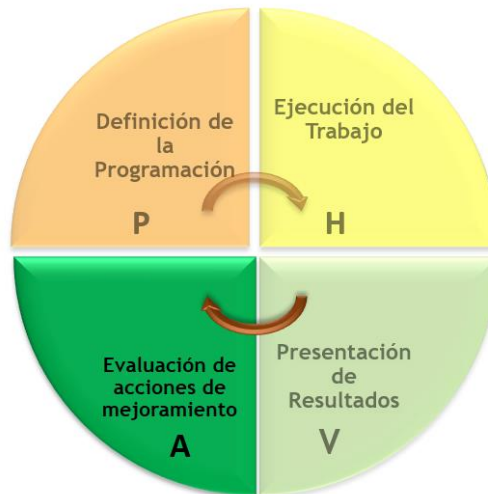 Definición de
la
Programación
P
Ejecución del
Trabajo
H
Evaluación de
acciones de
mejoramiento
A
Presentación
de
Resultados
V